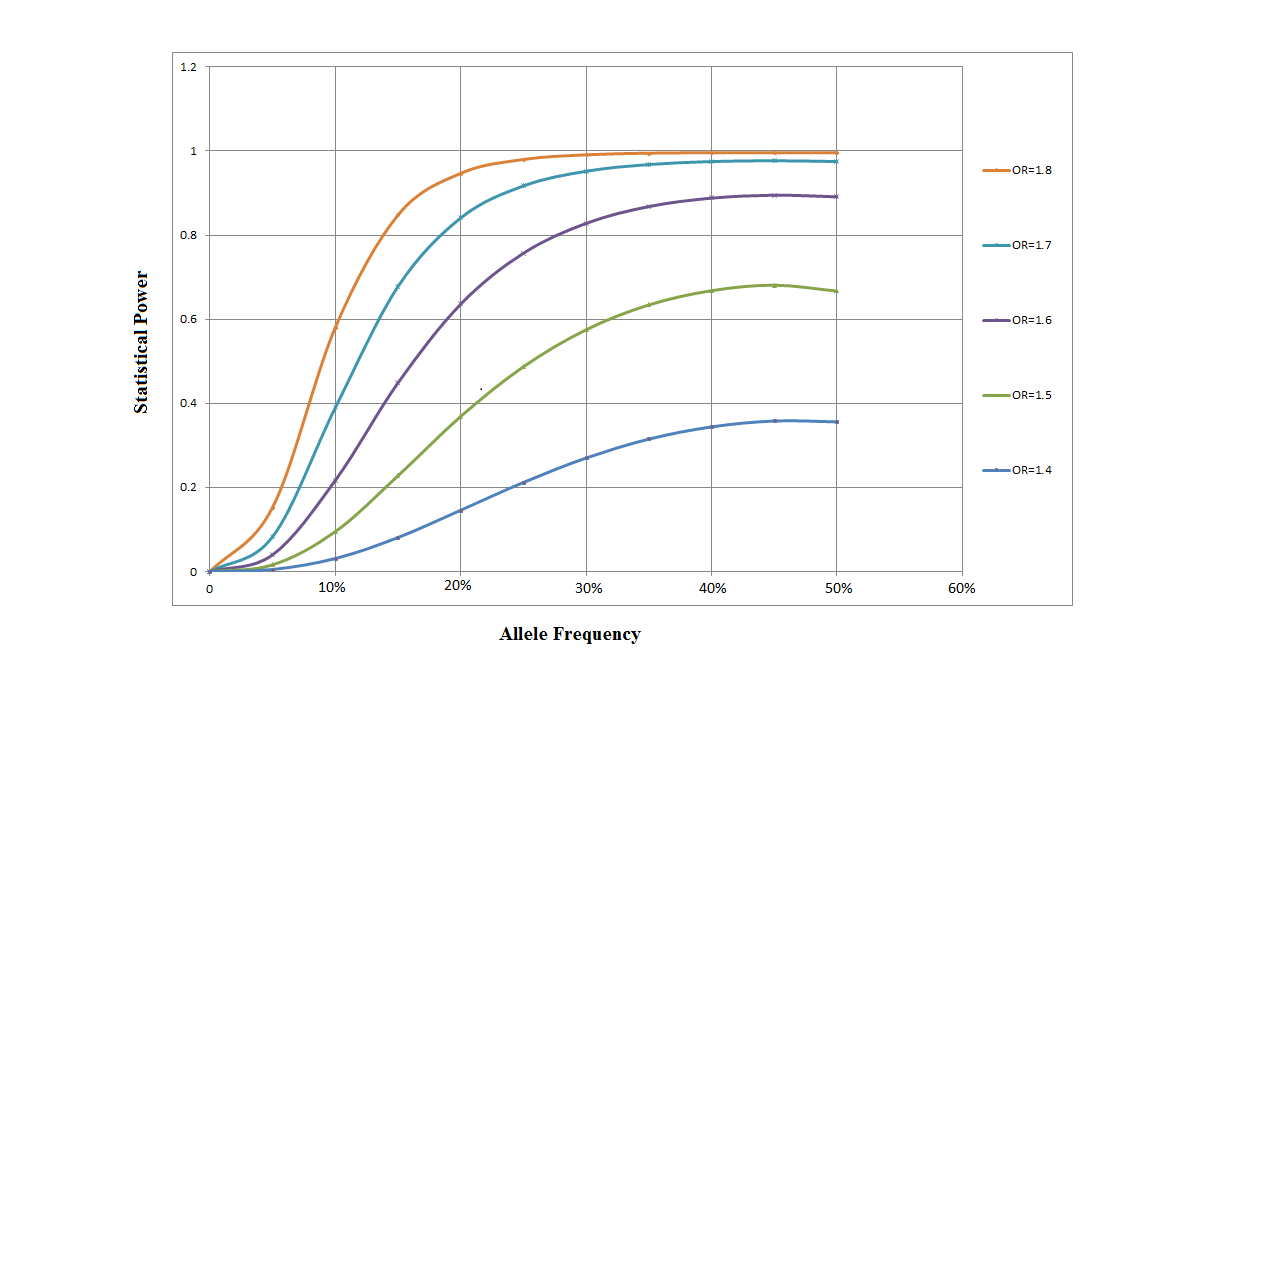 1.2
1
0.8
0.6
0.4
0.2
0
Statistical Power
0 10% 20% 30% 40% 50% 60%
Allele Frequency
OR=1.8
OR=1.7
OR=1.6
OR=1.5
OR=1.4